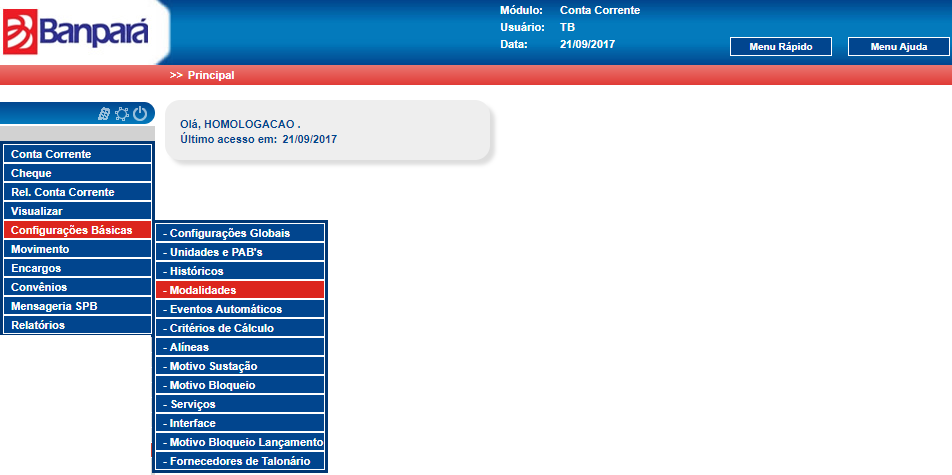 Banpará
Módulo: Conta Corrente
Usuário: TB
Data: 21/09/2017
Menu Rápido
Menu Ajuda
>> Principal
Olá, HOMOLOGACAO .
Último acesso em: 21/09/2017
Conta Corrente
Cheque
Rel. Conta Corrente
Visualizar
Configurações Básicas
Movimento
Encargos
Convênios
Mensageria SPB
Relatórios
- Configurações Globais
- Unidades e PAB's
- Históricos
- Modalidades
- Eventos Automáticos
- Critérios de Cálculo
- Alíneas
- Motivo Sustação
- Motivo Bloqueio
- Serviços
- Interface
- Motivo Bloqueio Lançamento
- Fornecedores de Talonário